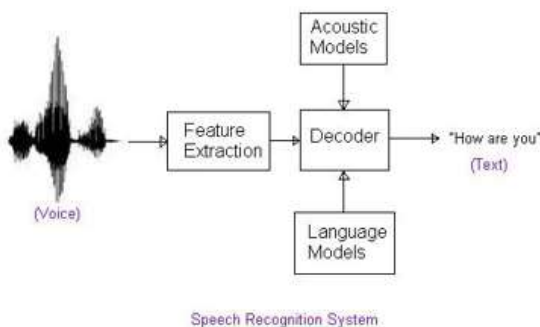 Acoustic
Models
Feature
Extraction
Decoder
"How are you"
(Text)
(Voice)
Language
Models
Speech Recognition System